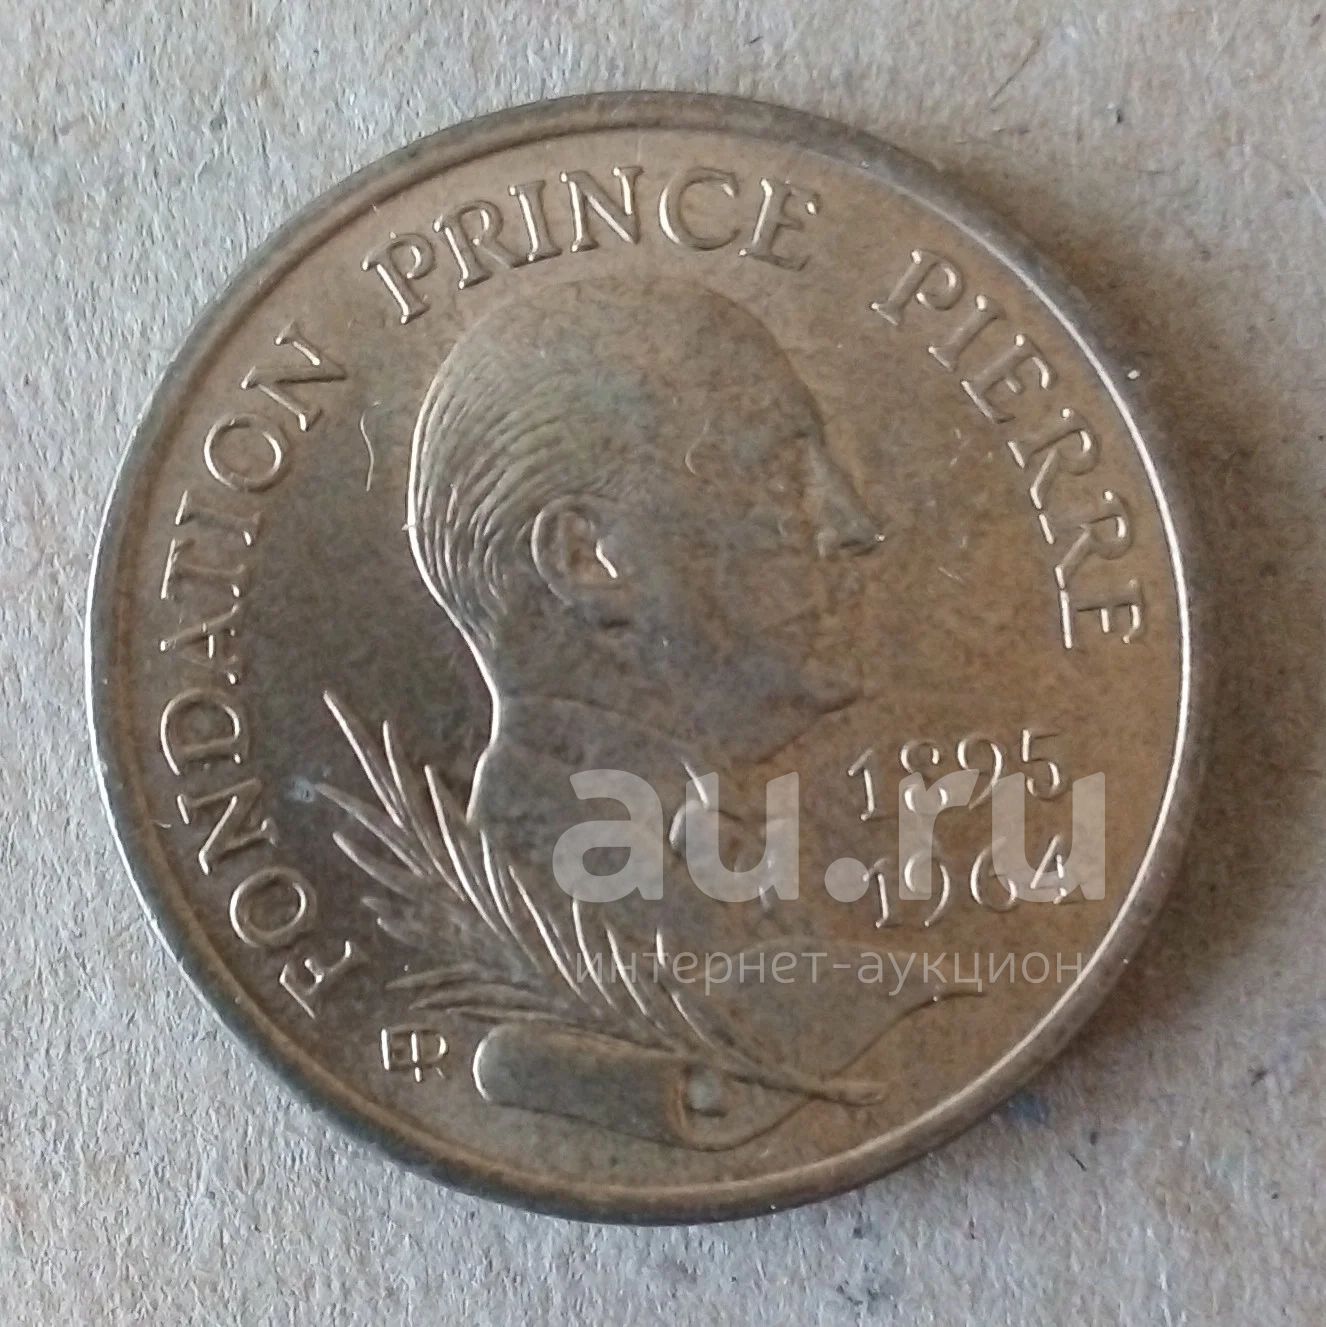 FONDATION PRINCE PIERRE
1895
1964
ER
au.ru
интернет-аукцион